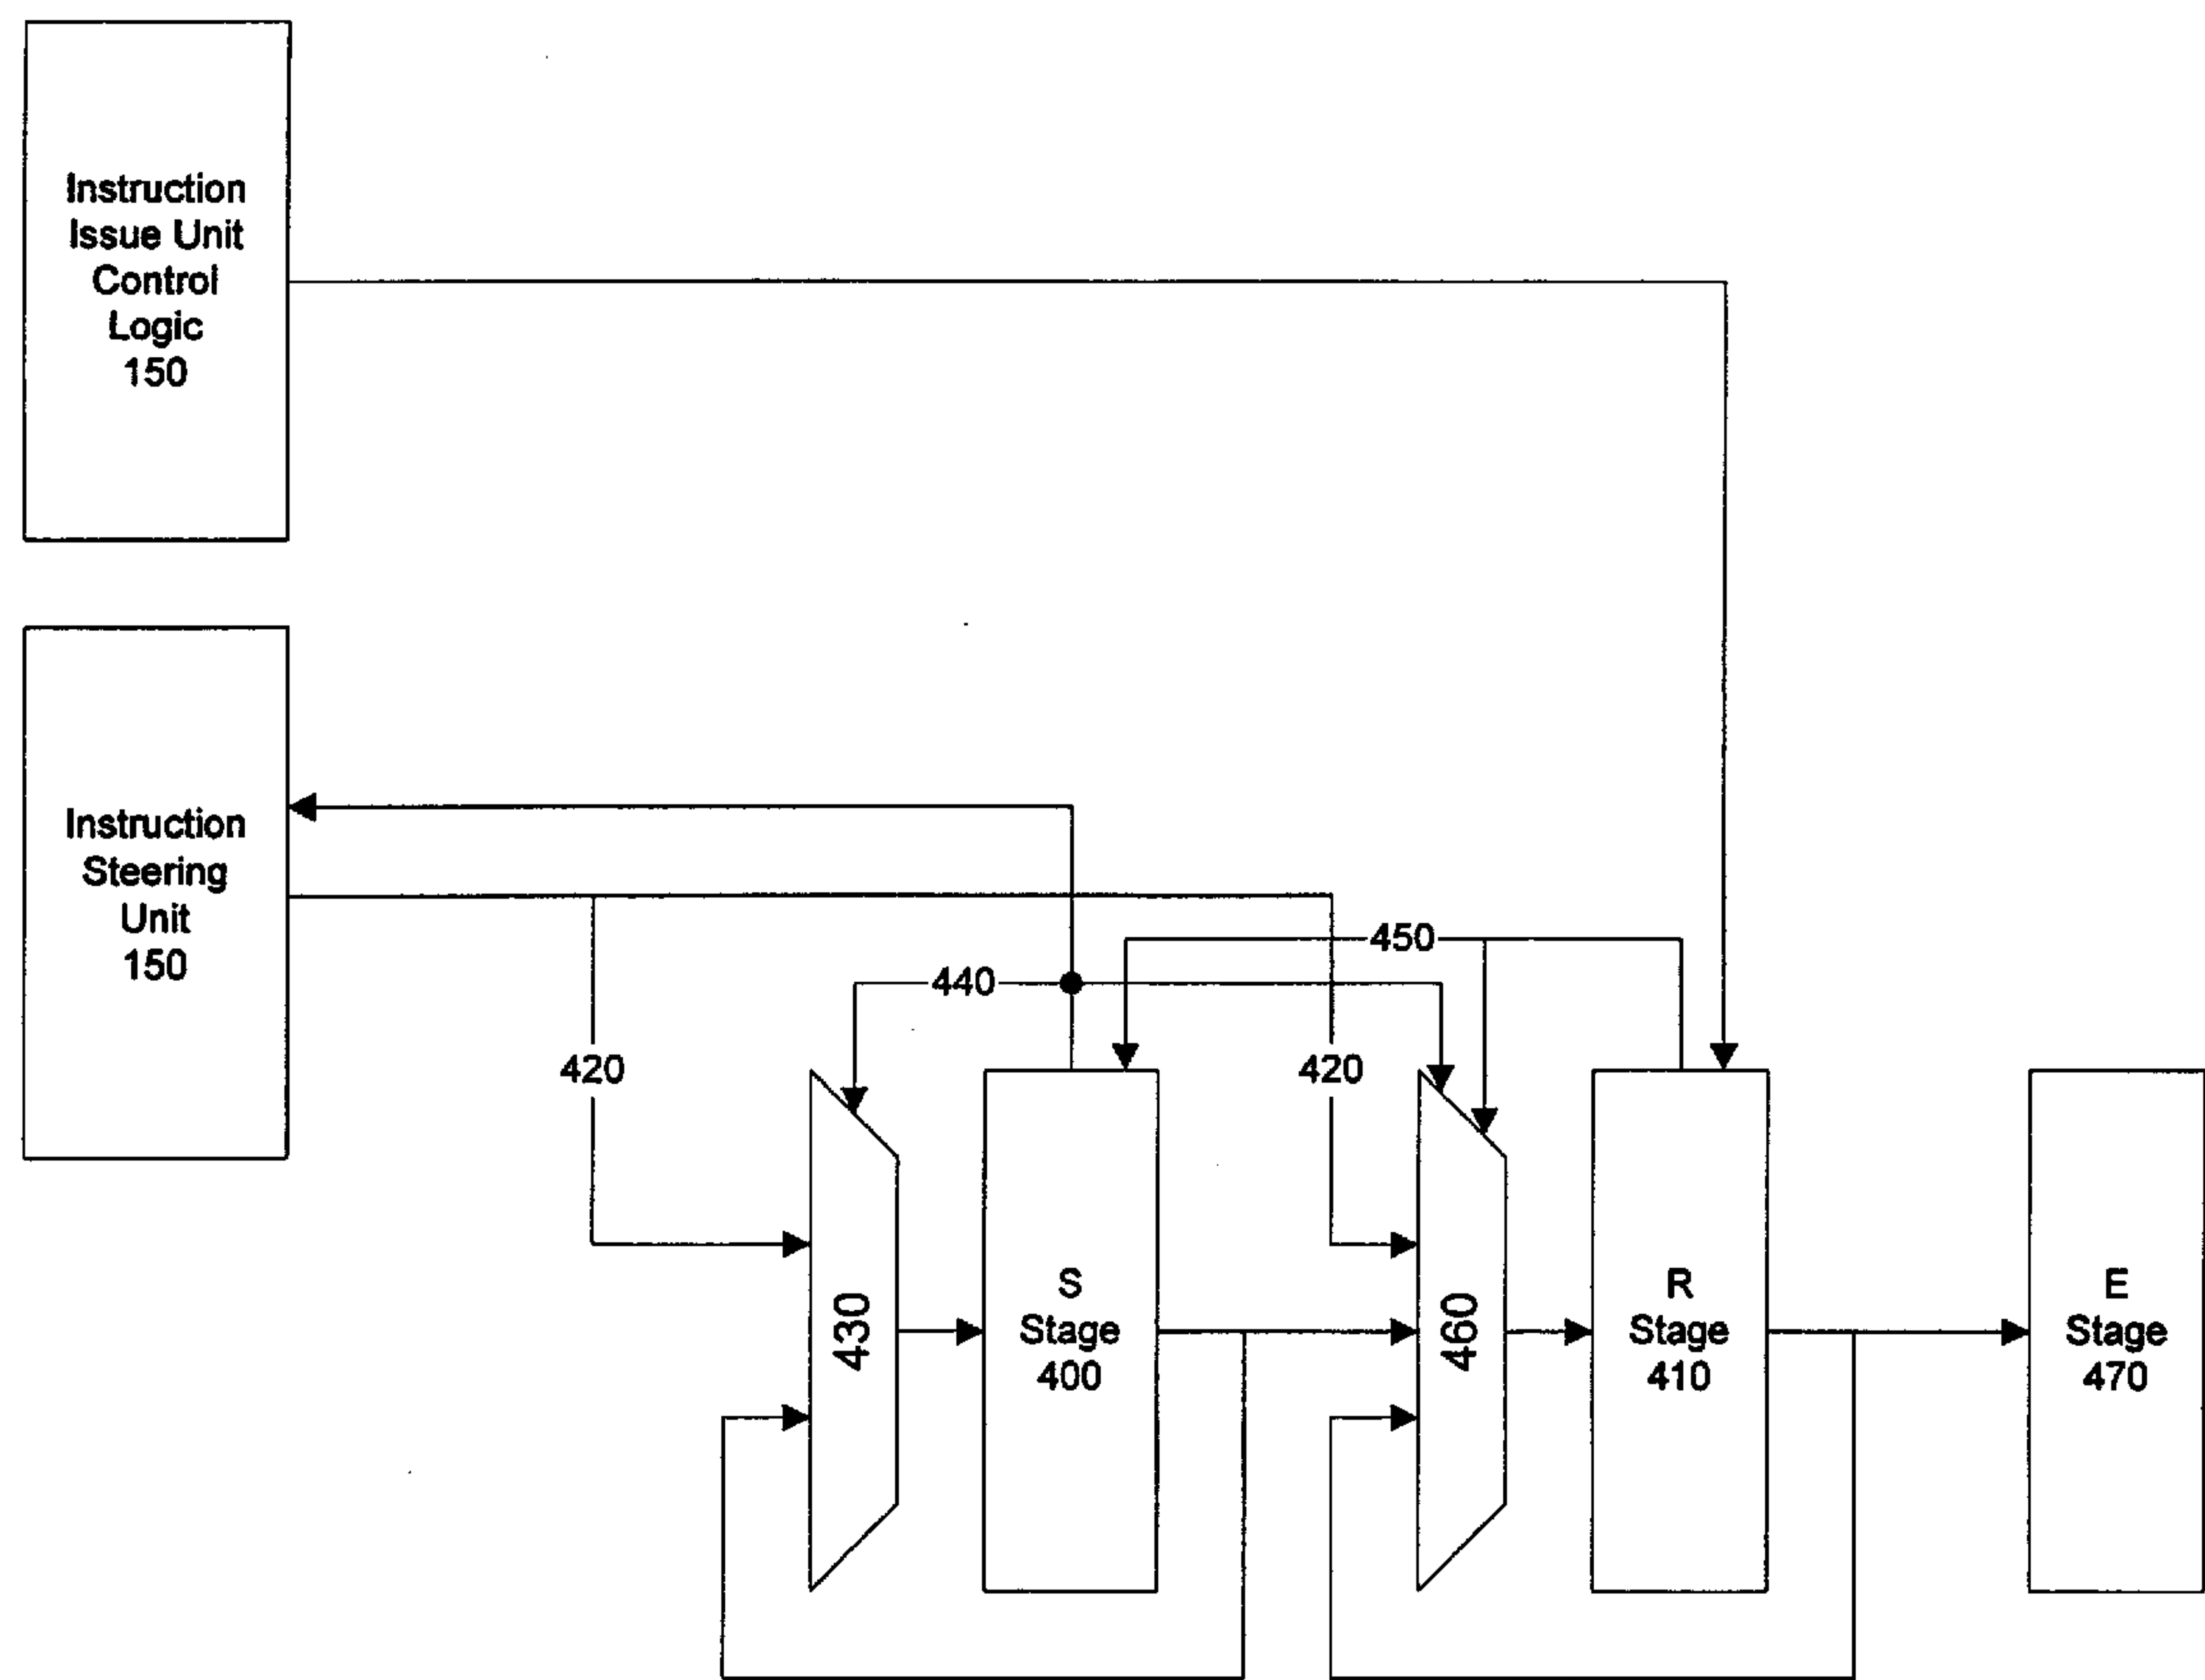 Instruction
Issue Unit
Control
Logic
150
Instruction
Steering
Unit
150
450
440
420
420
430
S
Stage
400
460
R
Stage
410
E
Stage
470